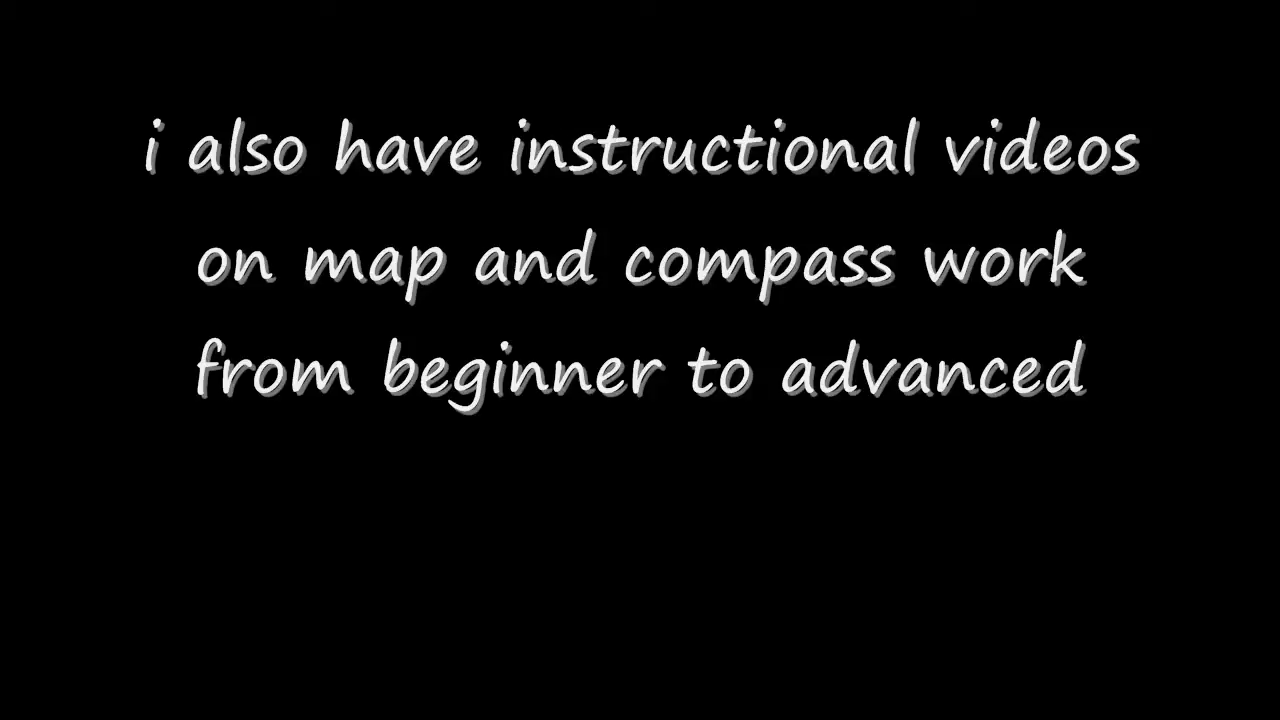 i also have instructional videos
on map and compass work
from beginner to advanced